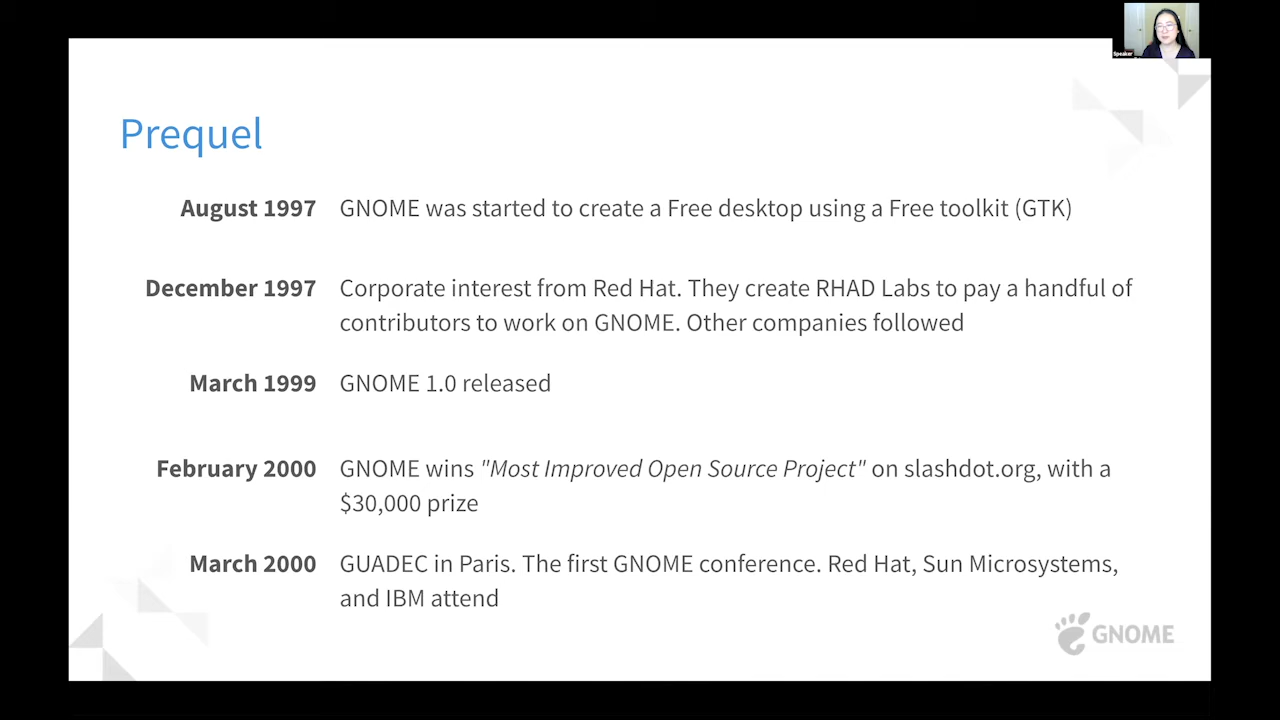 Speaker
Prequel
August 1997 GNOME was started to create a Free desktop using a Free toolkit (GTK)
December 1997 Corporate interest from Red Hat. They create RHAD Labs to pay a handful of
contributors to work on GNOME. Other companies followed
March 1999 GNOME 1.0 released
February 2000 GNOME wins "Most Improved Open Source Project" on slashdot.org, with a
$30,000 prize
March 2000 GUADEC in Paris. The first GNOME conference. Red Hat, Sun Microsystems,
and IBM attend
GNOME